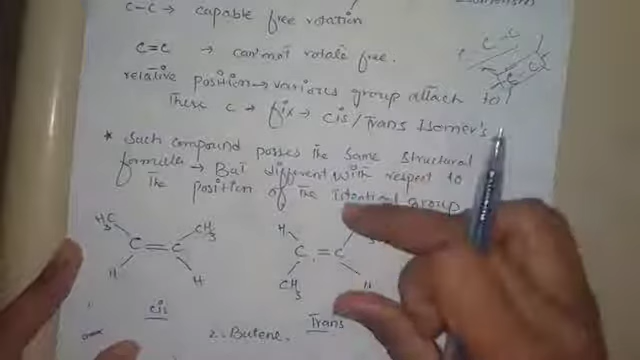 C-C → capable free rotation
C=C → can't not rotate free.
relative position → various group attach to
These C → fix → cis/Trans Isomer's
* Such compound posses the same structural
formula → But different with respect to
The position of the Identical group
H₃C CH₃
C=C
H H
cis
H
C=C
CH₃ H
Trans
2-Butene.